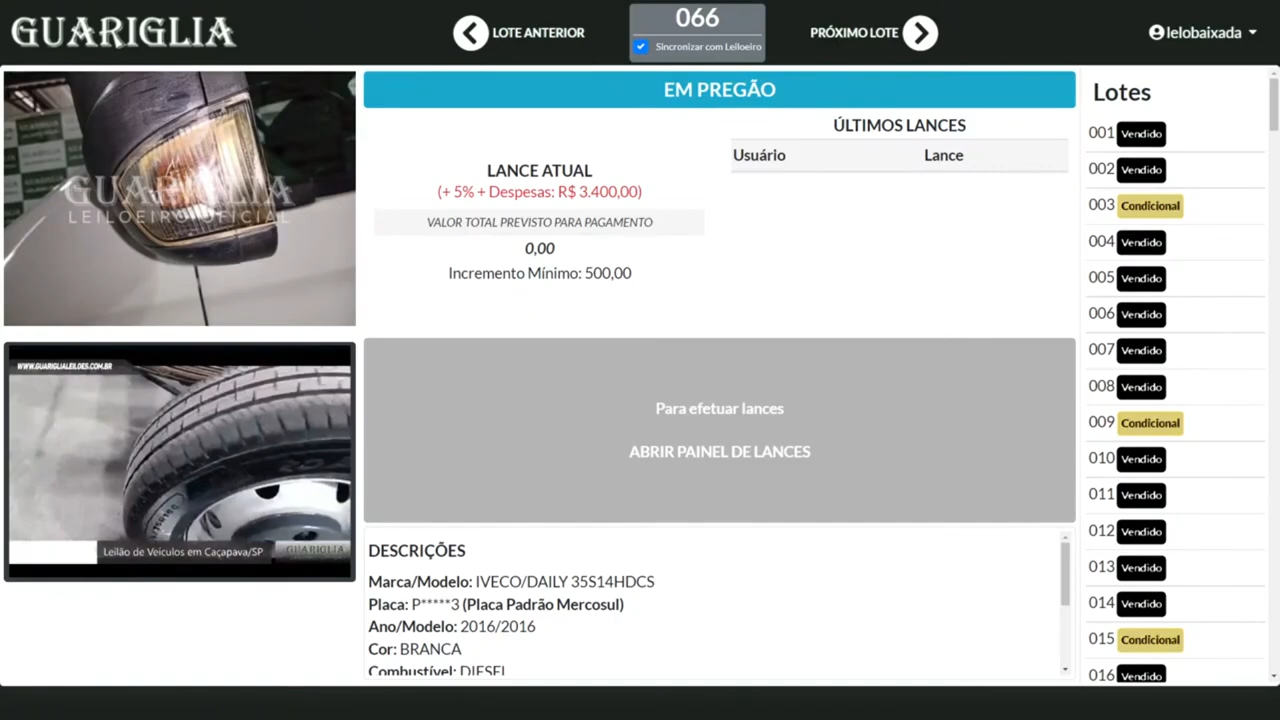 GUARIGLIA
LOTE ANTERIOR
066
Sincronizar com Leiloeiro
PRÓXIMO LOTE
lelobaixada
GUARIGLIA
LEILOEIRO OFICIAL
WWW.GUARIGLIALEILOES.COM.BR
Leilão de Veículos em Caçapava/SP
GUARIGLIA
EM PREGÃO
LANCE ATUAL
(+ 5% + Despesas: R$ 3.400,00)
VALOR TOTAL PREVISTO PARA PAGAMENTO
0,00
Incremento Mínimo: 500,00
ÚLTIMOS LANCES
Usuário Lance
Para efetuar lances
ABRIR PAINEL DE LANCES
DESCRIÇÕES
Marca/Modelo: IVECO/DAILY 35S14HDCS
Placa: P*****3 (Placa Padrão Mercosul)
Ano/Modelo: 2016/2016
Cor: BRANCA
Combustível: DIESEL
Lotes
001 Vendido
002 Vendido
003 Condicional
004 Vendido
005 Vendido
006 Vendido
007 Vendido
008 Vendido
009 Condicional
010 Vendido
011 Vendido
012 Vendido
013 Vendido
014 Vendido
015 Condicional
016 Vendido